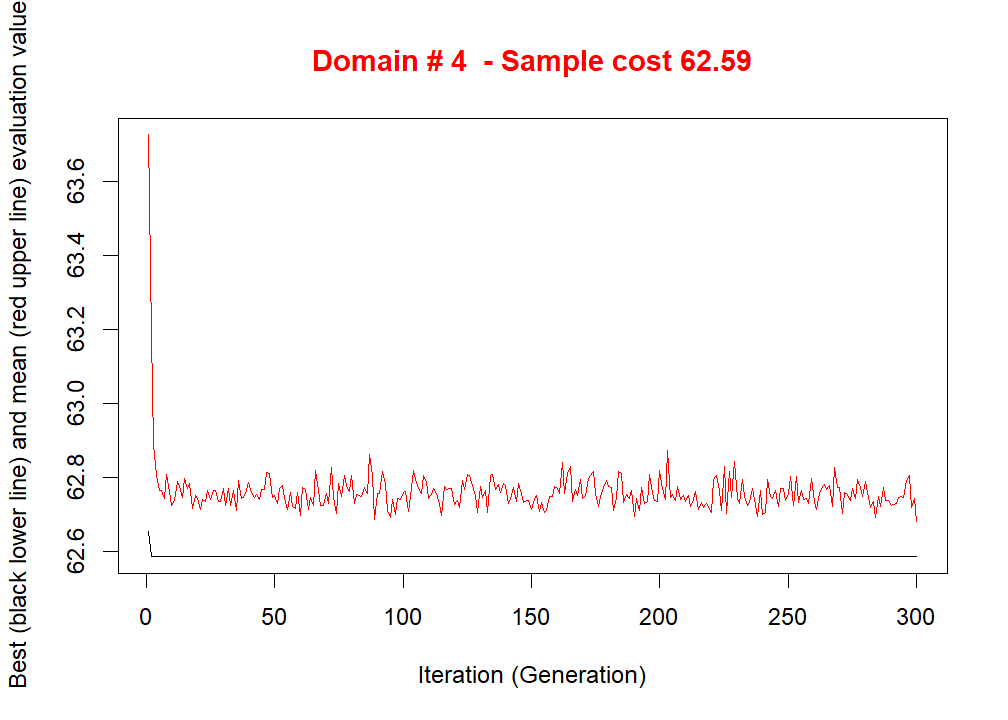 Domain # 4  - Sample cost 62.59
Best (black lower line) and mean (red upper line) evaluation value
63.6
63.4
63.2
63.0
62.8
62.6
0 50 100 150 200 250 300
Iteration (Generation)